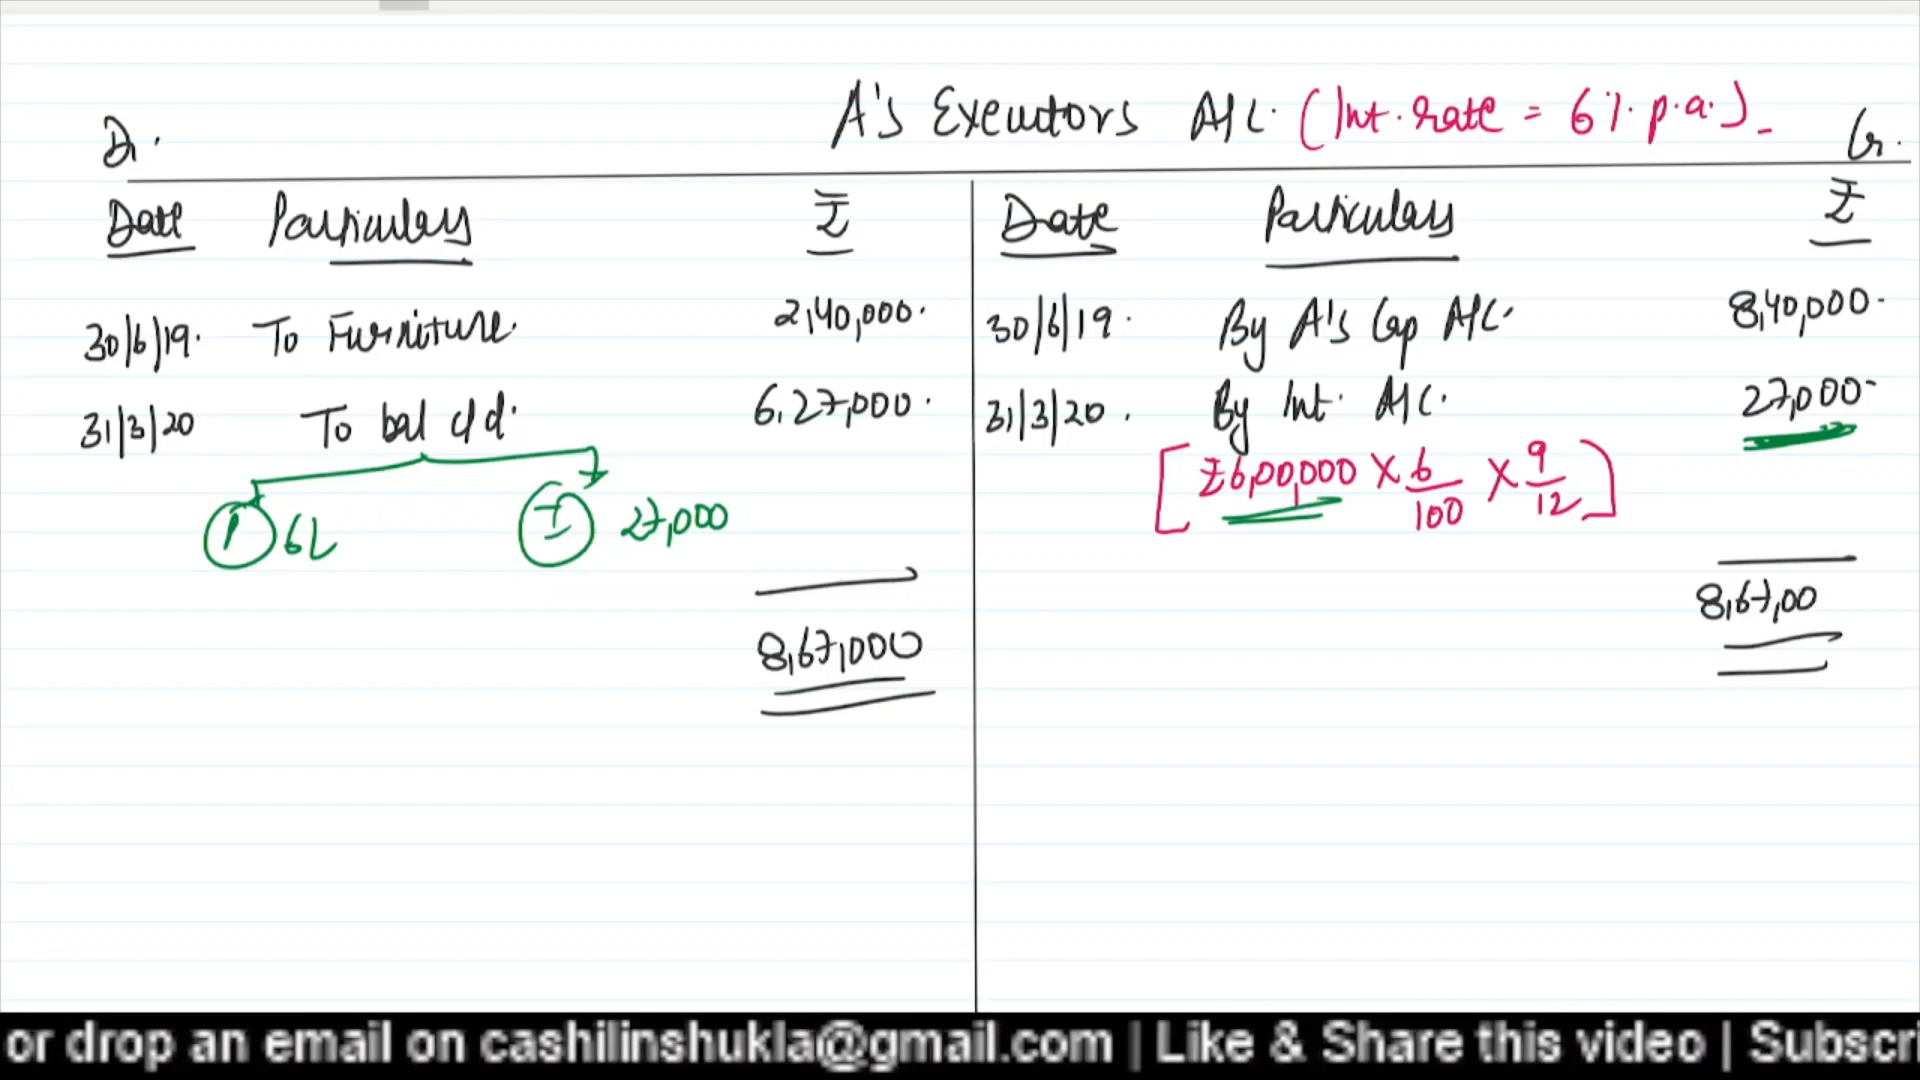 A's Executors A/C. (Int. rate = 6%. p.a.)
Dr. Cr.
Date Particulars ₹ Date Particulars ₹
30/6/19. To Furniture. 2,40,000. 30/6/19. By A's Cap A/C. 8,40,000.
31/3/20 To bal c/d. 6,27,000. 31/3/20. By Int. A/C. 27,000
[₹6,00,000 X 6/100 X 9/12]
P 6L I 27,000
8,67,000 8,67,00
or drop an email on cashilinshukla@gmail.com | Like & Share this video | Subscri